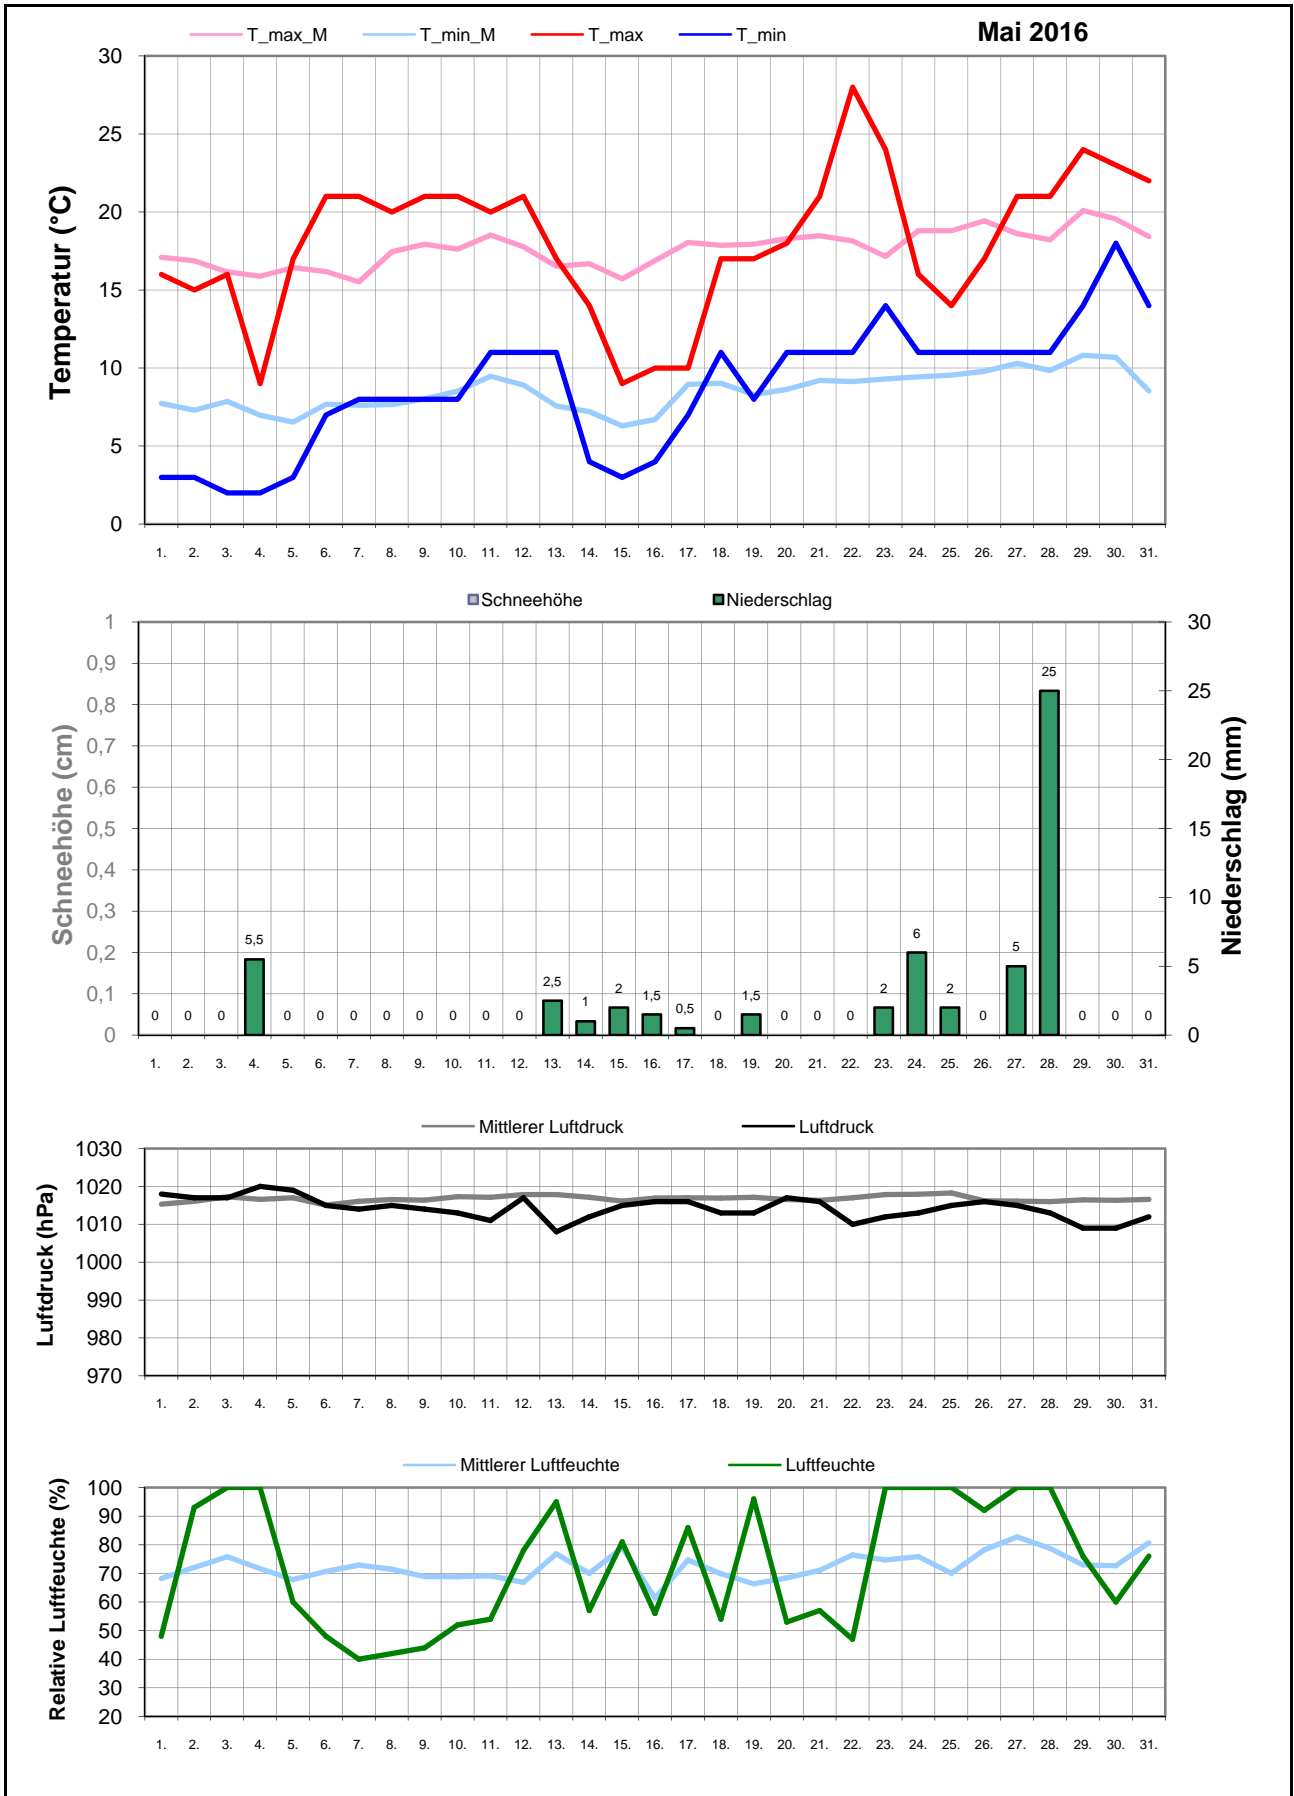 T_max_M T_min_M T_max T_min Mai 2016
Temperatur (°C)
30
25
20
15
10
5
0
1. 2. 3. 4. 5. 6. 7. 8. 9. 10. 11. 12. 13. 14. 15. 16. 17. 18. 19. 20. 21. 22. 23. 24. 25. 26. 27. 28. 29. 30. 31.
Schneehöhe Niederschlag
Schneehöhe (cm)
1
0,9
0,8
0,7
0,6
0,5
0,4
0,3
0,2
0,1
0
0 0 0 5,5 0 0 0 0 0 0 0 0 2,5 1 2 1,5 0,5 0 1,5 0 0 0 2 6 2 0 5 25 0 0 0
30
25
20
15
10
5
0
Niederschlag (mm)
1. 2. 3. 4. 5. 6. 7. 8. 9. 10. 11. 12. 13. 14. 15. 16. 17. 18. 19. 20. 21. 22. 23. 24. 25. 26. 27. 28. 29. 30. 31.
Mittlerer Luftdruck Luftdruck
Luftdruck (hPa)
1030
1020
1010
1000
990
980
970
1. 2. 3. 4. 5. 6. 7. 8. 9. 10. 11. 12. 13. 14. 15. 16. 17. 18. 19. 20. 21. 22. 23. 24. 25. 26. 27. 28. 29. 30. 31.
Mittlerer Luftfeuchte Luftfeuchte
Relative Luftfeuchte (%)
100
90
80
70
60
50
40
30
20
1. 2. 3. 4. 5. 6. 7. 8. 9. 10. 11. 12. 13. 14. 15. 16. 17. 18. 19. 20. 21. 22. 23. 24. 25. 26. 27. 28. 29. 30. 31.